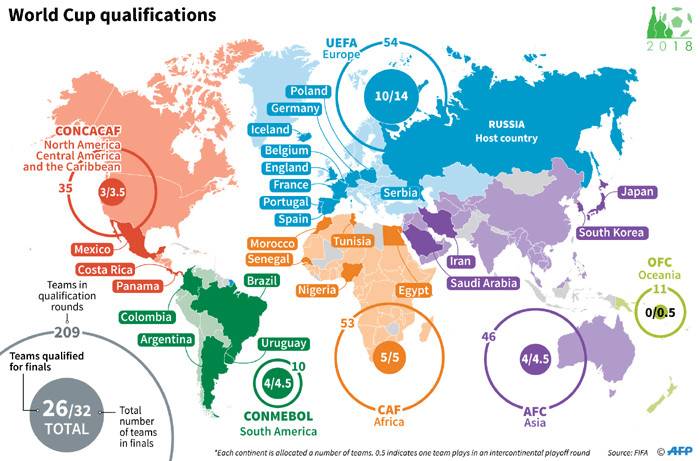 World Cup qualifications
2018
UEFA
Europe
54
10/14
Poland
Germany
Iceland
Belgium
England
France
Portugal
Spain
Serbia
RUSSIA
Host country
CONCACAF
North America
Central America
and the Caribbean
35
3/3.5
Mexico
Costa Rica
Panama
Morocco
Senegal
Tunisia
Nigeria
Egypt
Iran
Saudi Arabia
Japan
South Korea
OFC
Oceania
11
0/0.5
Brazil
Colombia
Argentina
Uruguay
10
4/4.5
CONMEBOL
South America
53
5/5
CAF
Africa
46
4/4.5
AFC
Asia
Teams in
qualification
rounds
209
Teams qualified
for finals
26/32
TOTAL
Total
number
of teams
in finals
*Each continent is allocated a number of teams. 0.5 indicates one team plays in an intercontinental playoff round
Source: FIFA
© AFP